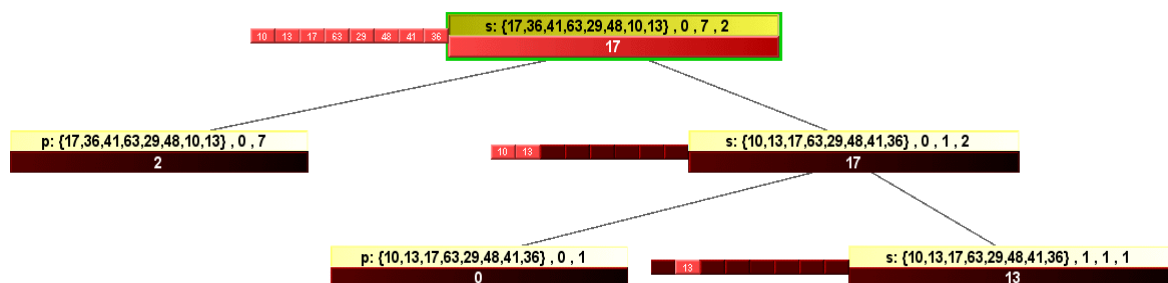 s: {17,36,41,63,29,48,10,13} , 0 , 7 , 2
10 13 17 63 29 48 41 36
17
p: {17,36,41,63,29,48,10,13} , 0 , 7
2
s: {10,13,17,63,29,48,41,36} , 0 , 1 , 2
10 13
17
p: {10,13,17,63,29,48,41,36} , 0 , 1
0
s: {10,13,17,63,29,48,41,36} , 1 , 1 , 1
13
13